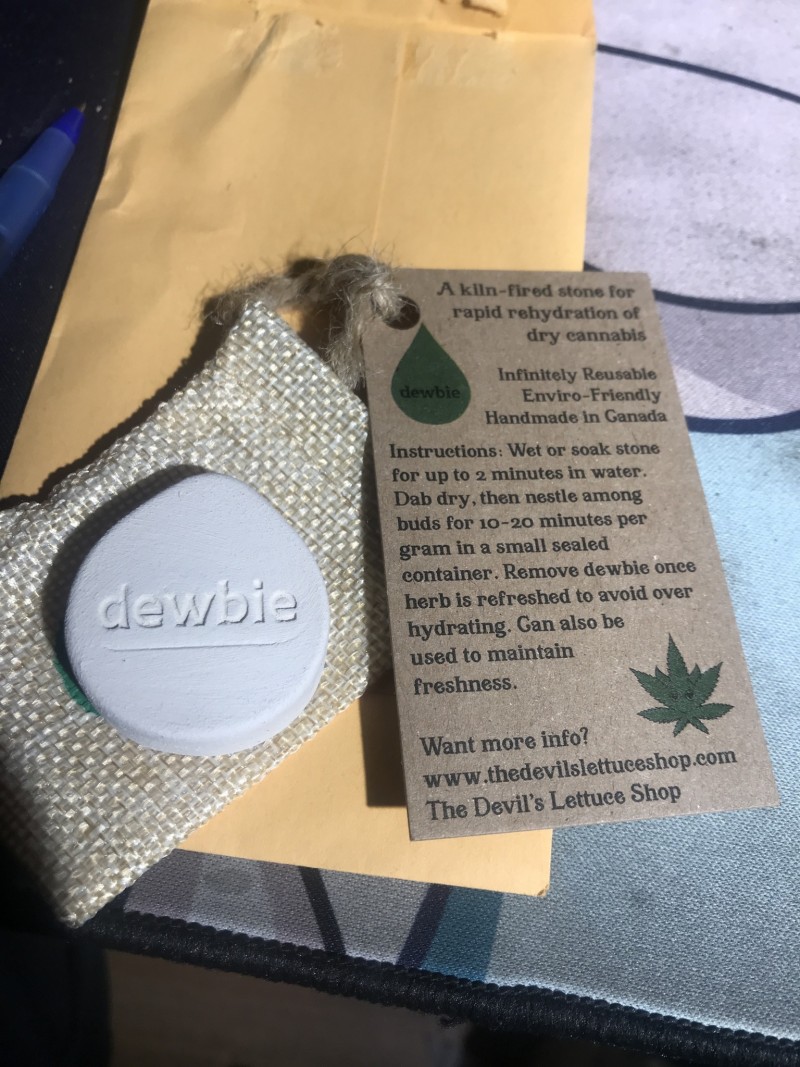 A kiln-fired stone for
rapid rehydration of
dry cannabis
dewbie
Infinitely Reusable
Enviro-Friendly
Handmade in Canada
Instructions: Wet or soak stone
for up to 2 minutes in water.
Dab dry, then nestle among
buds for 10-20 minutes per
gram in a small sealed
container. Remove dewbie once
herb is refreshed to avoid over
hydrating. Can also be
used to maintain
freshness.
Want more info?
www.thedevilslettuceshop.com
The Devil's Lettuce Shop
dewbie